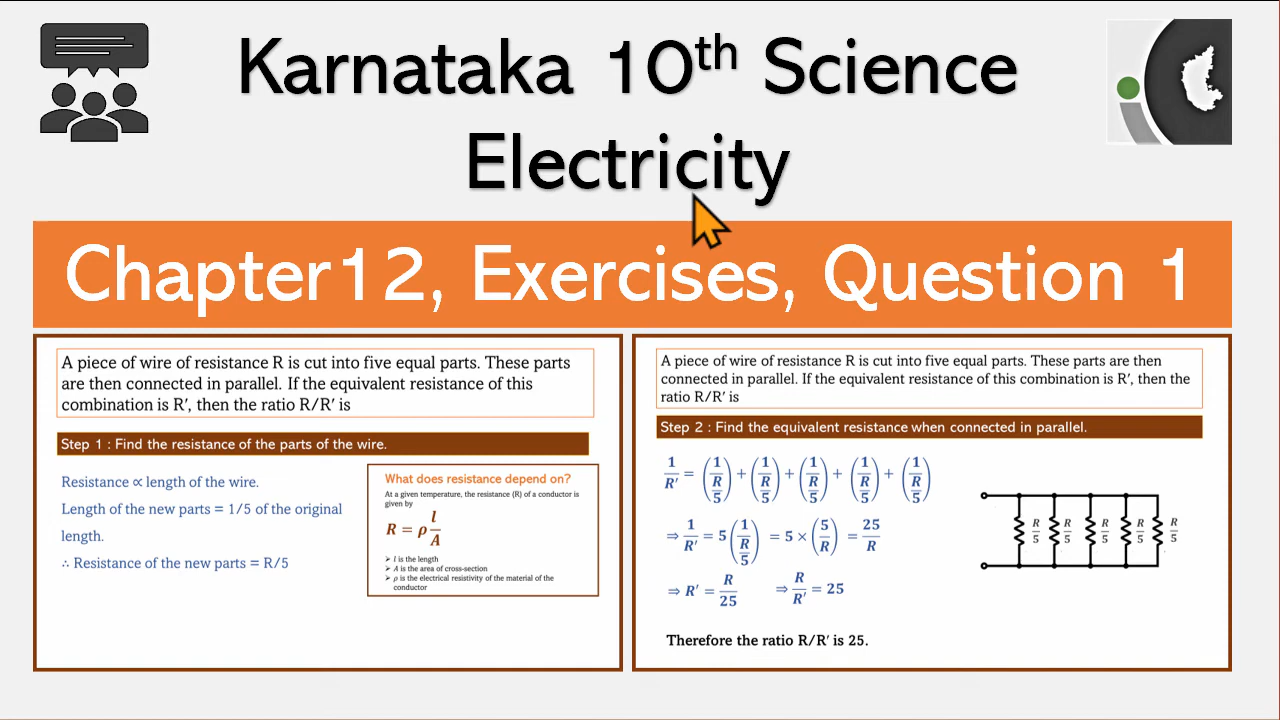 Karnataka 10th Science
Electricity
Chapter12, Exercises, Question 1
A piece of wire of resistance R is cut into five equal parts. These parts
are then connected in parallel. If the equivalent resistance of this
combination is R′, then the ratio R/R′ is
Step 1 : Find the resistance of the parts of the wire.
Resistance ∝ length of the wire.
Length of the new parts = 1/5 of the original
length.
∴ Resistance of the new parts = R/5
What does resistance depend on?
At a given temperature, the resistance (R) of a conductor is
given by
R = ρ l/A
➢ l is the length
➢ A is the area of cross-section
➢ ρ is the electrical resistivity of the material of the
conductor
A piece of wire of resistance R is cut into five equal parts. These parts are then
connected in parallel. If the equivalent resistance of this combination is R′, then the
ratio R/R′ is
Step 2 : Find the equivalent resistance when connected in parallel.
1/R′ = (1/(R/5)) + (1/(R/5)) + (1/(R/5)) + (1/(R/5)) + (1/(R/5))
⇒ 1/R′ = 5(1/(R/5)) = 5 × (5/R) = 25/R
⇒ R′ = R/25 ⇒ R/R′ = 25
R/5 R/5 R/5 R/5 R/5
Therefore the ratio R/R′ is 25.